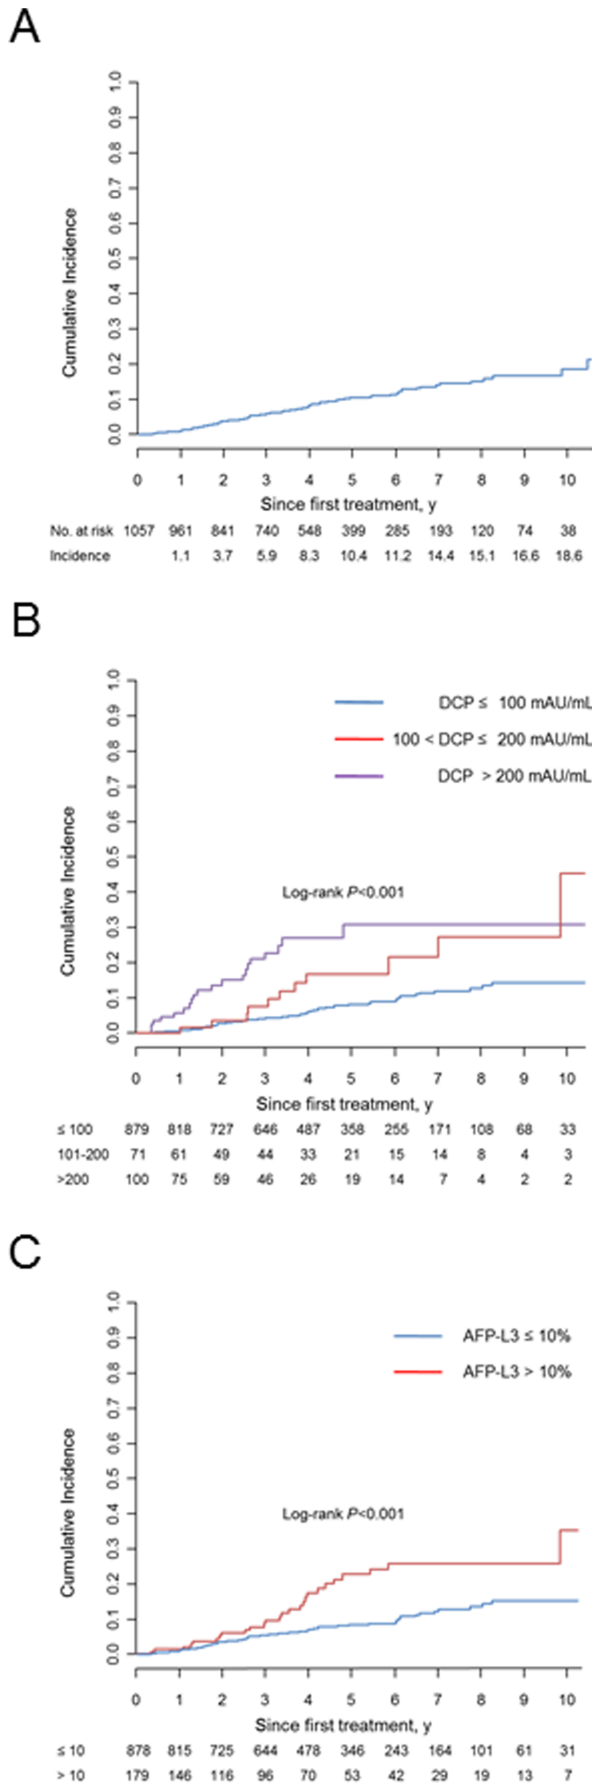 A
1.0
0.9
0.8
0.7
0.6
0.5
0.4
0.3
0.2
0.1
0.0
Cumulative Incidence
0 1 2 3 4 5 6 7 8 9 10
Since first treatment, y
No. at risk 1057 961 841 740 548 399 285 193 120 74 38
Incidence 1.1 3.7 5.9 8.3 10.4 11.2 14.4 15.1 16.6 18.6
B
1.0
0.9
0.8
0.7
0.6
0.5
0.4
0.3
0.2
0.1
0.0
Cumulative Incidence
DCP ≤ 100 mAU/mL
100 < DCP ≤ 200 mAU/mL
DCP > 200 mAU/mL
Log-rank P<0.001
0 1 2 3 4 5 6 7 8 9 10
Since first treatment, y
≤ 100 879 818 727 646 487 358 255 171 108 68 33
101-200 71 61 49 44 33 21 15 14 8 4 3
>200 100 75 59 46 26 19 14 7 4 2 2
C
1.0
0.9
0.8
0.7
0.6
0.5
0.4
0.3
0.2
0.1
0.0
Cumulative Incidence
AFP-L3 ≤ 10%
AFP-L3 > 10%
Log-rank P<0.001
0 1 2 3 4 5 6 7 8 9 10
Since first treatment, y
≤ 10 878 815 725 644 478 346 243 164 101 61 31
> 10 179 146 116 96 70 53 42 29 19 13 7